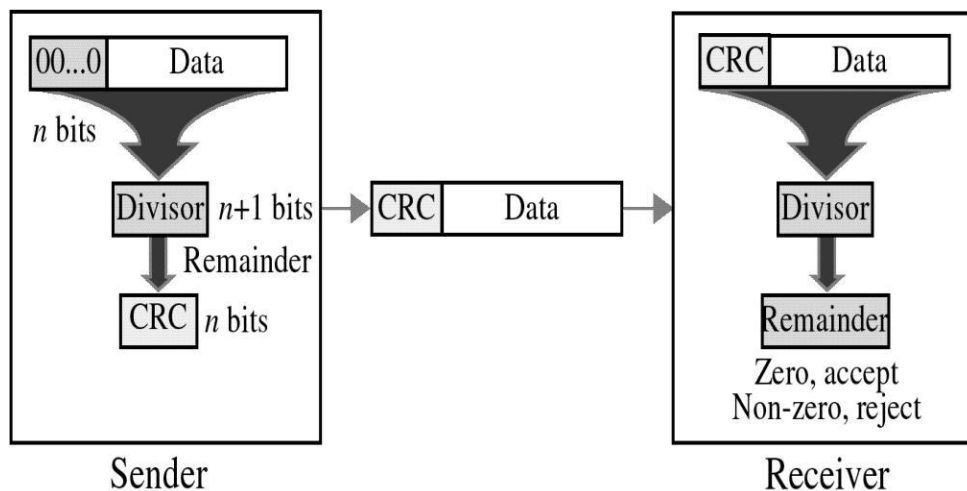 00...0 Data
n bits
Divisor n+1 bits
Remainder
CRC n bits
Sender
CRC Data
CRC Data
Divisor
Remainder
Zero, accept
Non-zero, reject
Receiver